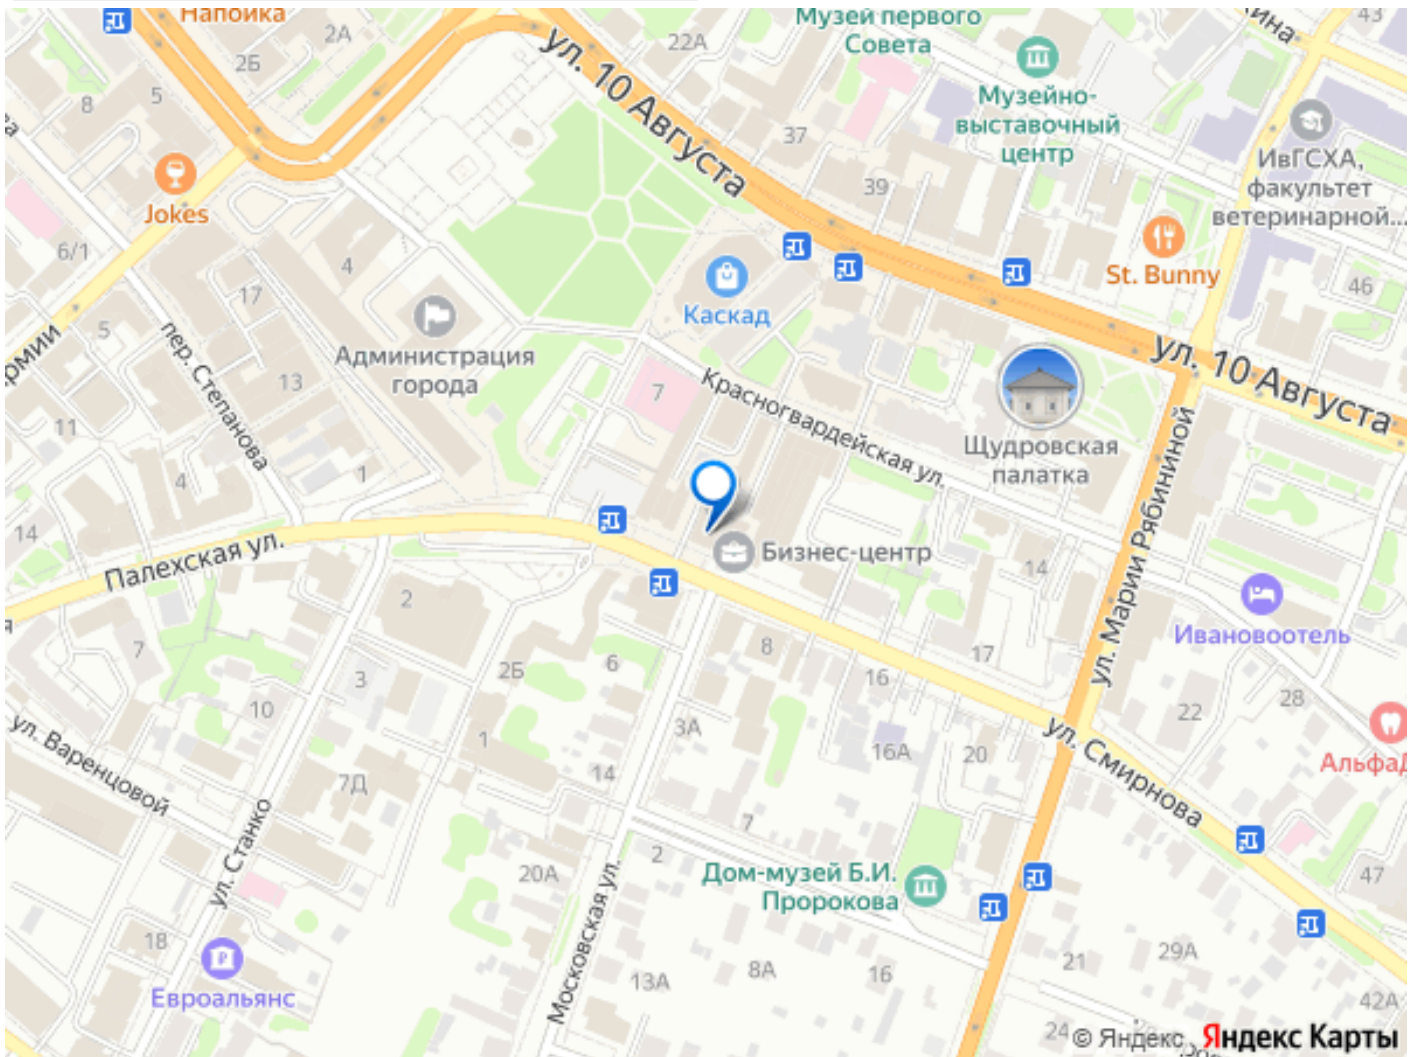 Напойка
2А
22А
Музей первого
Совета
43
2Б
8
5
ул. 10 Августа
37
Музейно-
выставочный
центр
ИвГСХА,
факультет
ветеринарной...
39
Jokes
6/1
4
St. Bunny
46
17
Каскад
5
пер. Степанова
Администрация
города
13
7
Красногвардейская ул.
ул. 10 Августа
Щудровская
палатка
11
4
1
14
Палехская ул.
Бизнес-центр
14
ул. Марии Рябининой
Ивановоотель
2
7
3
2Б
6
8
16
17
28
22
10
3А
1
16А
20
ул. Смирнова
АльфаД
ул. Варенцовой
7Д
14
7
ул. Станко
20А
2
Дом-музей Б.И.
Пророкова
47
Московская ул.
18
Евроальянс
13А
8А
16
21
29А
42А
24
© Яндекс
Яндекс Карты